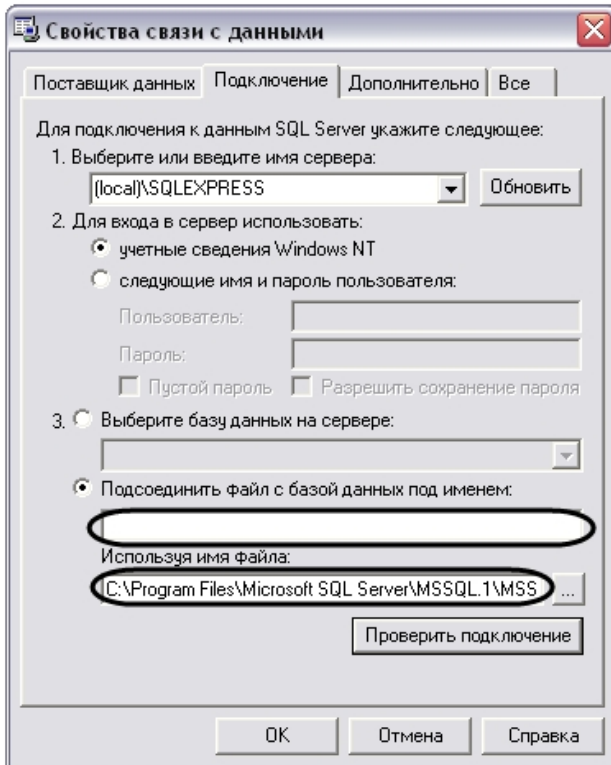 Свойства связи с данными
Поставщик данных Подключение Дополнительно Все
Для подключения к данным SQL Server укажите следующее:
1. Выберите или введите имя сервера:
(local)\SQLEXPRESS Обновить
2. Для входа в сервер использовать:
учетные сведения Windows NT
следующие имя и пароль пользователя:
Пользователь:
Пароль:
Пустой пароль Разрешить сохранение пароля
3. Выберите базу данных на сервере:
Подсоединить файл с базой данных под именем:
Используя имя файла:
C:\Program Files\Microsoft SQL Server\MSSQL.1\MSS ...
Проверить подключение
OK Отмена Справка